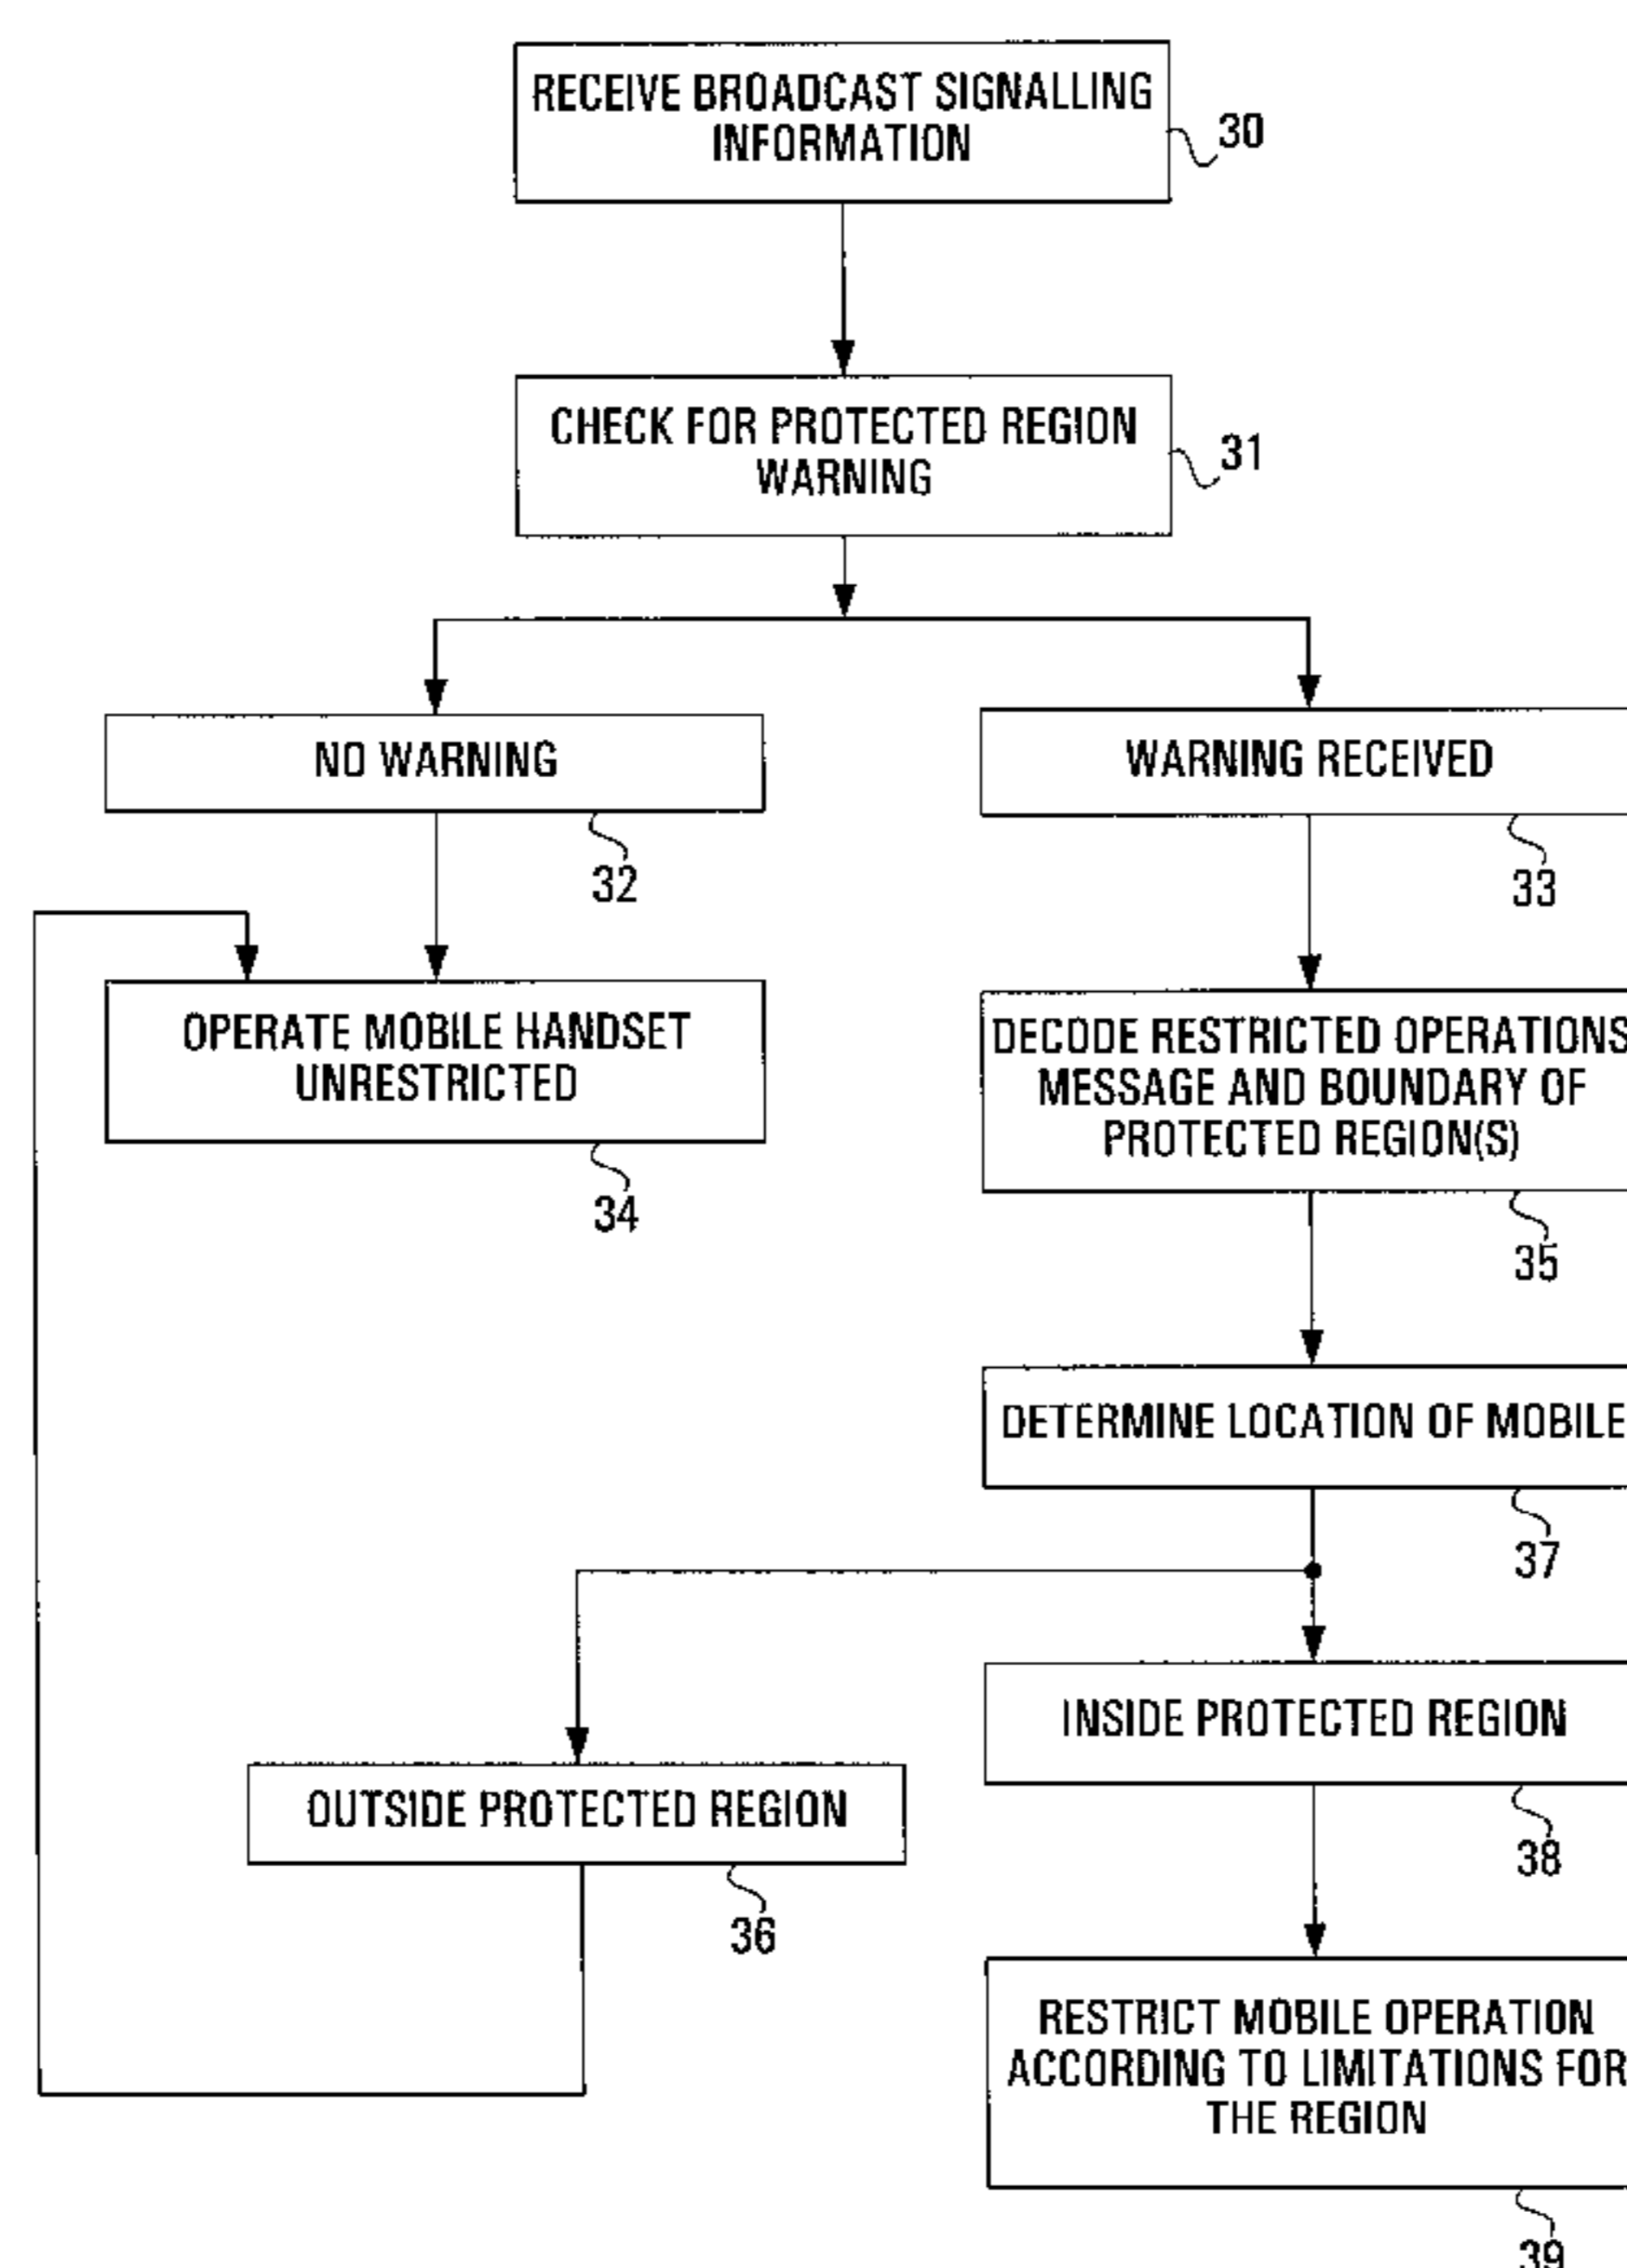 RECEIVE BROADCAST SIGNALLING
INFORMATION
30
CHECK FOR PROTECTED REGION
WARNING
31
NO WARNING
32
WARNING RECEIVED
33
OPERATE MOBILE HANDSET
UNRESTRICTED
34
DECODE RESTRICTED OPERATIONS
MESSAGE AND BOUNDARY OF
PROTECTED REGION(S)
35
DETERMINE LOCATION OF MOBILE
37
INSIDE PROTECTED REGION
38
OUTSIDE PROTECTED REGION
36
RESTRICT MOBILE OPERATION
ACCORDING TO LIMITATIONS FOR
THE REGION
39